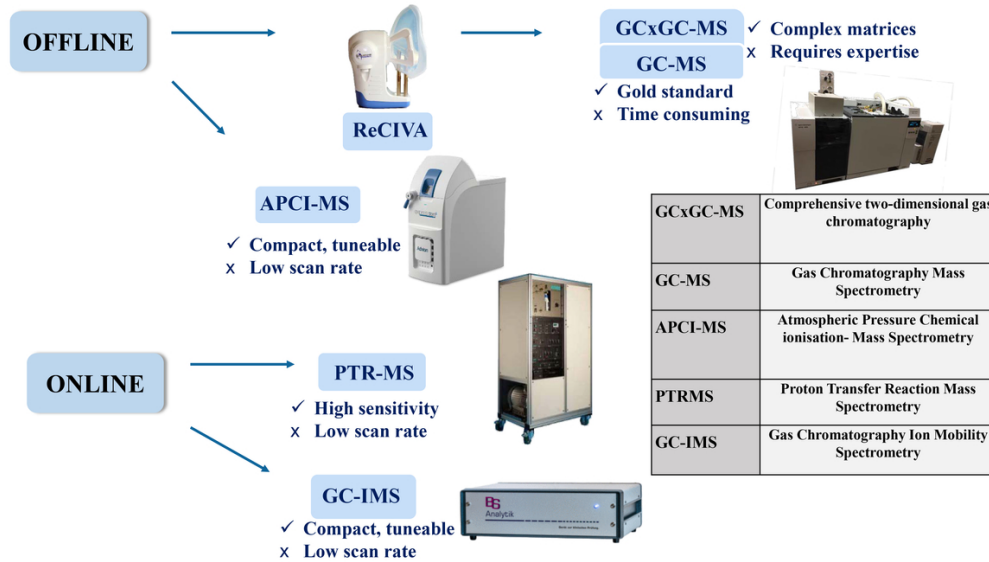 OFFLINE
ReCIVA
GCxGC-MS
GC-MS
✓ Complex matrices
x Requires expertise
✓ Gold standard
x Time consuming
APCI-MS
✓ Compact, tuneable
x Low scan rate
ONLINE
PTR-MS
✓ High sensitivity
x Low scan rate
GC-IMS
✓ Compact, tuneable
x Low scan rate
BS
Analytik
GCxGC-MS
Comprehensive two-dimensional gas
chromatography
GC-MS
Gas Chromatography Mass
Spectrometry
APCI-MS
Atmospheric Pressure Chemical
ionisation- Mass Spectrometry
PTRMS
Proton Transfer Reaction Mass
Spectrometry
GC-IMS
Gas Chromatography Ion Mobility
Spectrometry